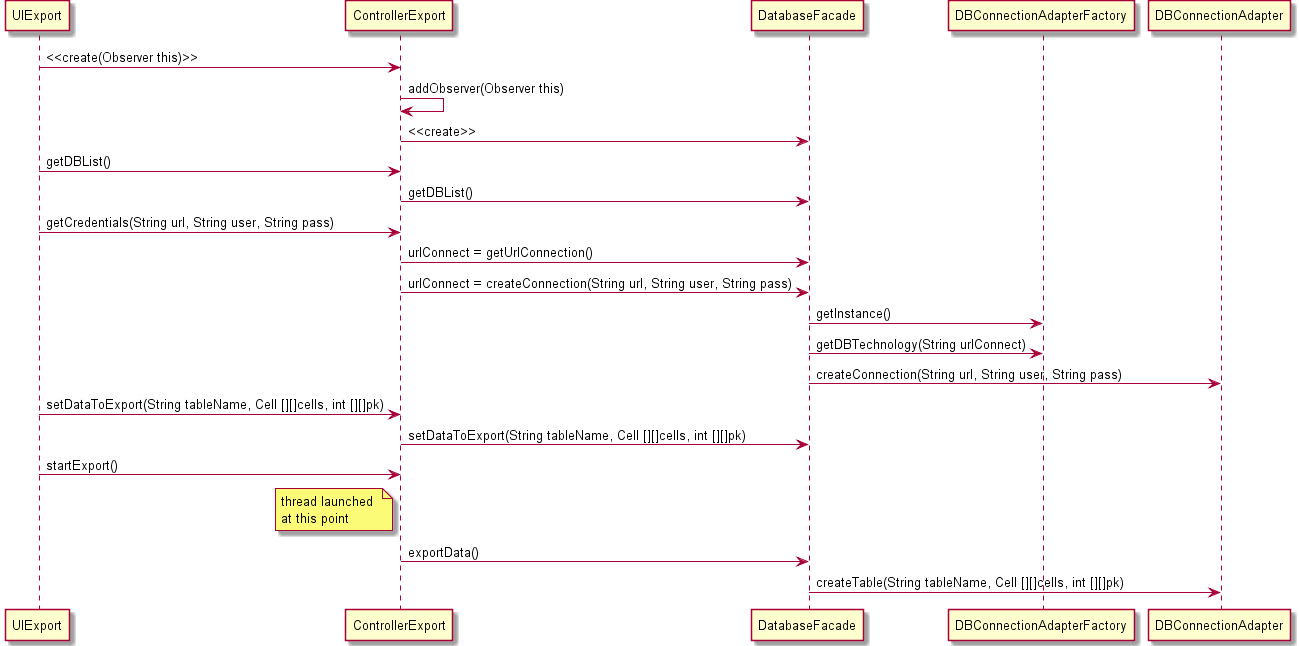 UIExport
ControllerExport
DatabaseFacade
DBConnectionAdapterFactory
DBConnectionAdapter
<<create(Observer this)>>
addObserver(Observer this)
<<create>>
getDBList()
getDBList()
getCredentials(String url, String user, String pass)
urlConnect = getUrlConnection()
urlConnect = createConnection(String url, String user, String pass)
getInstance()
getDBTechnology(String urlConnect)
createConnection(String url, String user, String pass)
setDataToExport(String tableName, Cell [][]cells, int [][]pk)
setDataToExport(String tableName, Cell [][]cells, int [][]pk)
startExport()
thread launched
at this point
exportData()
createTable(String tableName, Cell [][]cells, int [][]pk)
UIExport
ControllerExport
DatabaseFacade
DBConnectionAdapterFactory
DBConnectionAdapter